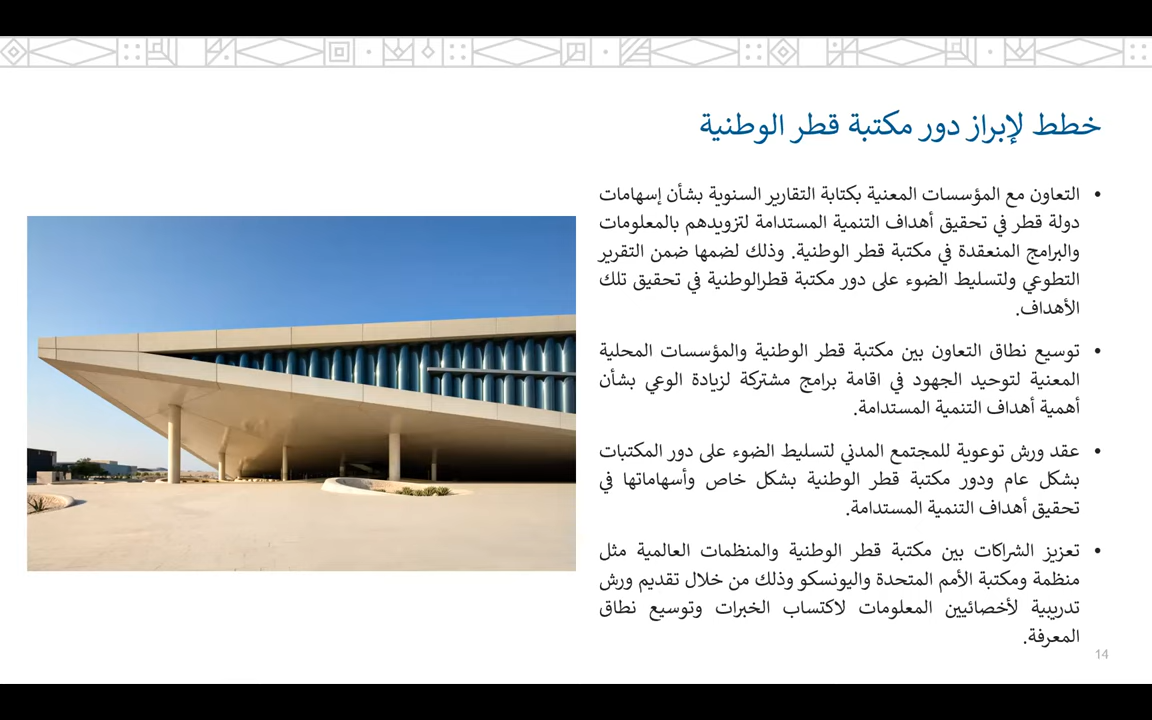 خطط لإبراز دور مكتبة قطر الوطنية
• التعاون مع المؤسسات المعنية بكتابة التقارير السنوية بشأن إسهامات
دولة قطر في تحقيق أهداف التنمية المستدامة لتزويدهم بالمعلومات
والبرامج المنعقدة في مكتبة قطر الوطنية. وذلك لضمها ضمن التقرير
التطوعي ولتسليط الضوء على دور مكتبة قطرالوطنية في تحقيق تلك
الأهداف.
• توسيع نطاق التعاون بين مكتبة قطر الوطنية والمؤسسات المحلية
المعنية لتوحيد الجهود في اقامة برامج مشتركة لزيادة الوعي بشأن
أهمية أهداف التنمية المستدامة.
• عقد ورش توعوية للمجتمع المدني لتسليط الضوء على دور المكتبات
بشكل عام ودور مكتبة قطر الوطنية بشكل خاص وأسهاماتها في
تحقيق أهداف التنمية المستدامة.
• تعزيز الشراكات بين مكتبة قطر الوطنية والمنظمات العالمية مثل
منظمة ومكتبة الأمم المتحدة واليونسكو وذلك من خلال تقديم ورش
تدريبية لأخصائيين المعلومات لاكتساب الخبرات وتوسيع نطاق
المعرفة.
14